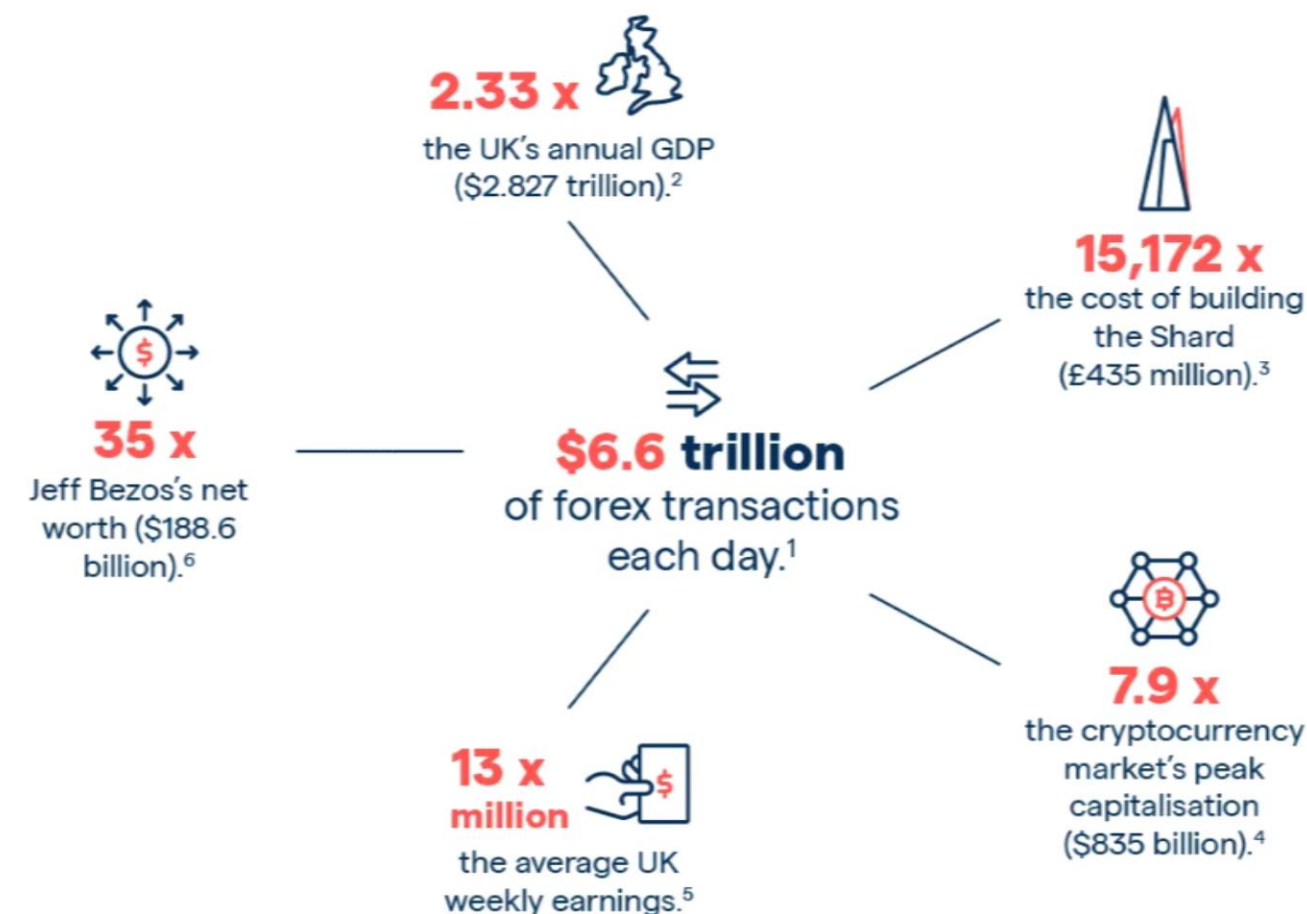 2.33 x
the UK's annual GDP
($2.827 trillion).²
15,172 x
the cost of building
the Shard
(£435 million).³
$
35 x
Jeff Bezos's net
worth ($188.6
billion).⁶
$6.6 trillion
of forex transactions
each day.¹
₿
7.9 x
the cryptocurrency
market's peak
capitalisation
($835 billion).⁴
13 x
million
$
the average UK
weekly earnings.⁵